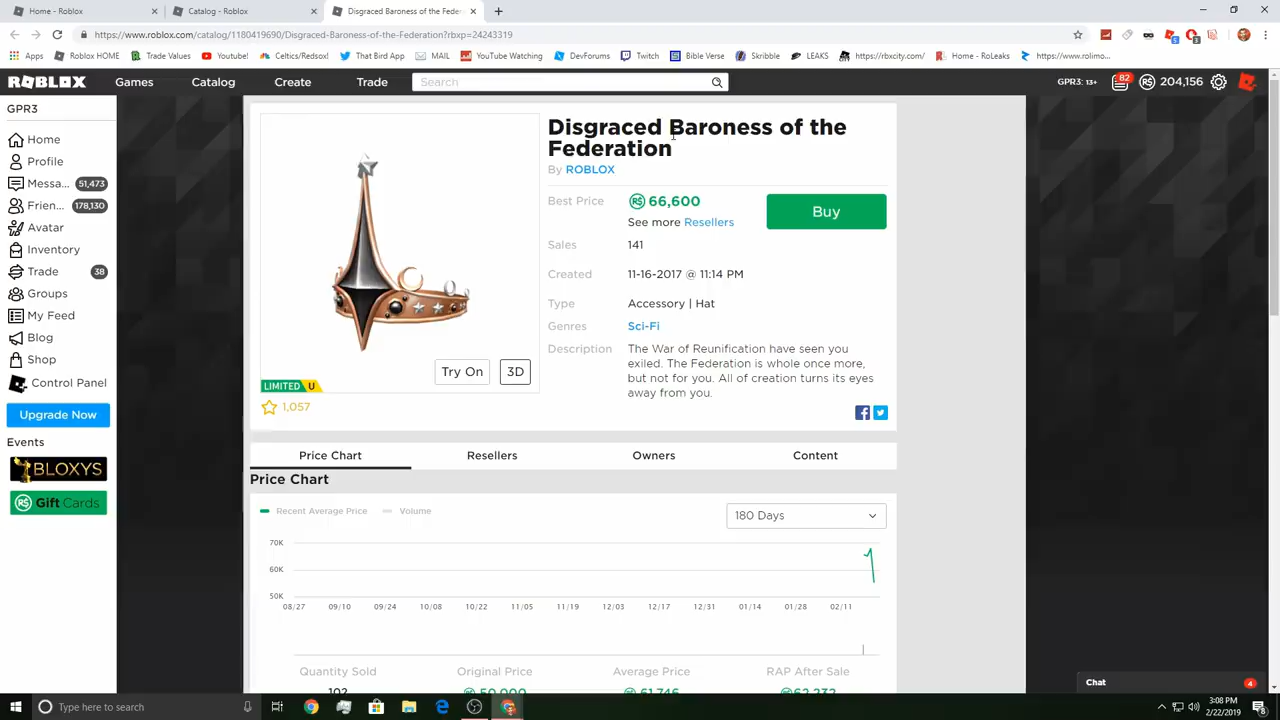 Home - Roblox
Catalog - Roblox
Disgraced Baroness of the Feder
https://www.roblox.com/catalog/1180419690/Disgraced-Baroness-of-the-Federation?rbxp=24243319
Apps
Roblox HOME
Trade Values
Youtube!
Celtics/Redsox!
That Bird App
MAIL
YouTube Watching
DevForums
Twitch
Bible Verse
Skribble
LEAKS
https://rbxcity.com/
Home - RoLeaks
https://www.rolimo...
ROBLOX
Games
Catalog
Create
Trade
Search
GPR3: 13+
82
204,156
GPR3
Home
Profile
Messa... 51,473
Frien... 178,130
Avatar
Inventory
Trade 38
Groups
My Feed
Blog
Shop
Control Panel
Upgrade Now
Events
BLOXYS
Gift Cards
LIMITED U
Try On
3D
1,057
Disgraced Baroness of the
Federation
By ROBLOX
Best Price
66,600
See more Resellers
Buy
Sales
141
Created
11-16-2017 @ 11:14 PM
Type
Accessory | Hat
Genres
Sci-Fi
Description
The War of Reunification have seen you
exiled. The Federation is whole once more,
but not for you. All of creation turns its eyes
away from you.
Price Chart
Resellers
Owners
Content
Price Chart
Recent Average Price
Volume
180 Days
70K
60K
50K
08/27
09/10
09/24
10/08
10/22
11/05
11/19
12/03
12/17
12/31
01/14
01/28
02/11
Quantity Sold
Original Price
Average Price
RAP After Sale
102
50,000
61,746
62,232
Chat
4
Type here to search
3:08 PM
2/22/2019